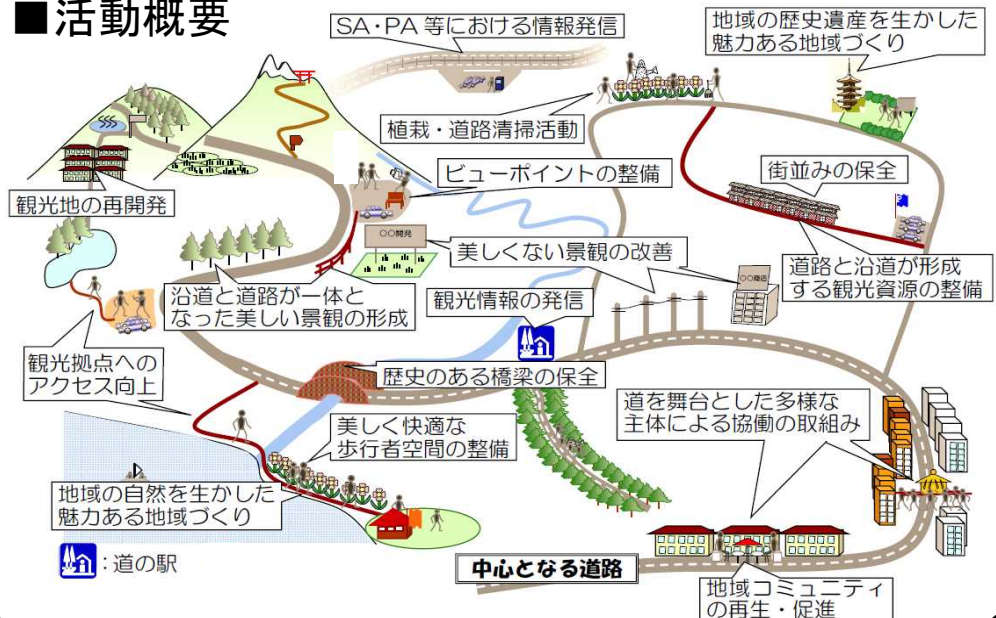 ■活動概要
SA・PA 等における情報発信
地域の歴史遺産を生かした
魅力ある地域づくり
植栽・道路清掃活動
ビューポイントの整備
街並みの保全
観光地の再開発
〇〇開発
美しくない景観の改善
〇〇商店
道路と沿道が形成
する観光資源の整備
沿道と道路が一体と
なった美しい景観の形成
観光情報の発信
観光拠点への
アクセス向上
歴史のある橋梁の保全
道を舞台とした多様な
主体による協働の取組み
美しく快適な
歩行者空間の整備
地域の自然を生かした
魅力ある地域づくり
:道の駅
中心となる道路
地域コミュニティ
の再生・促進